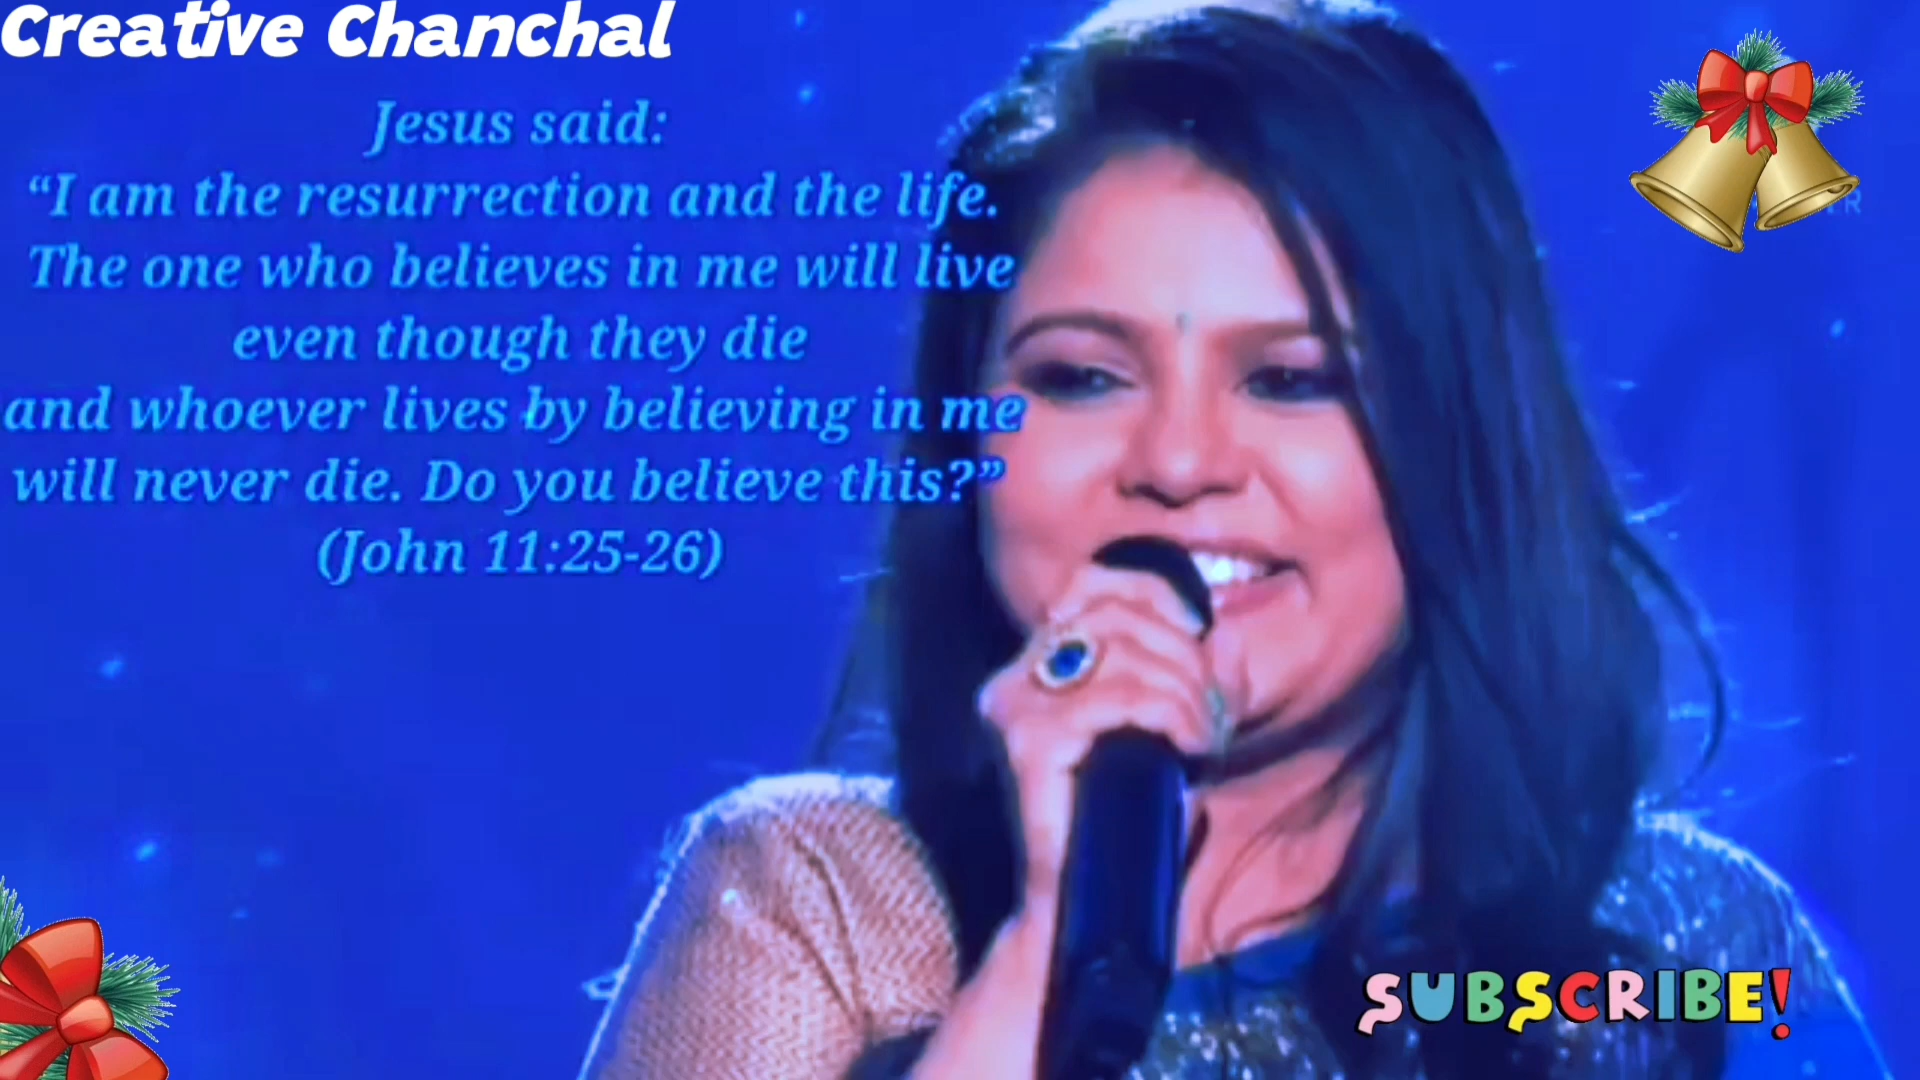 Creative Chanchal
Jesus said:
“I am the resurrection and the life.
The one who believes in me will live
even though they die
and whoever lives by believing in me
will never die. Do you believe this?”
(John 11:25-26)
SUBSCRIBE!